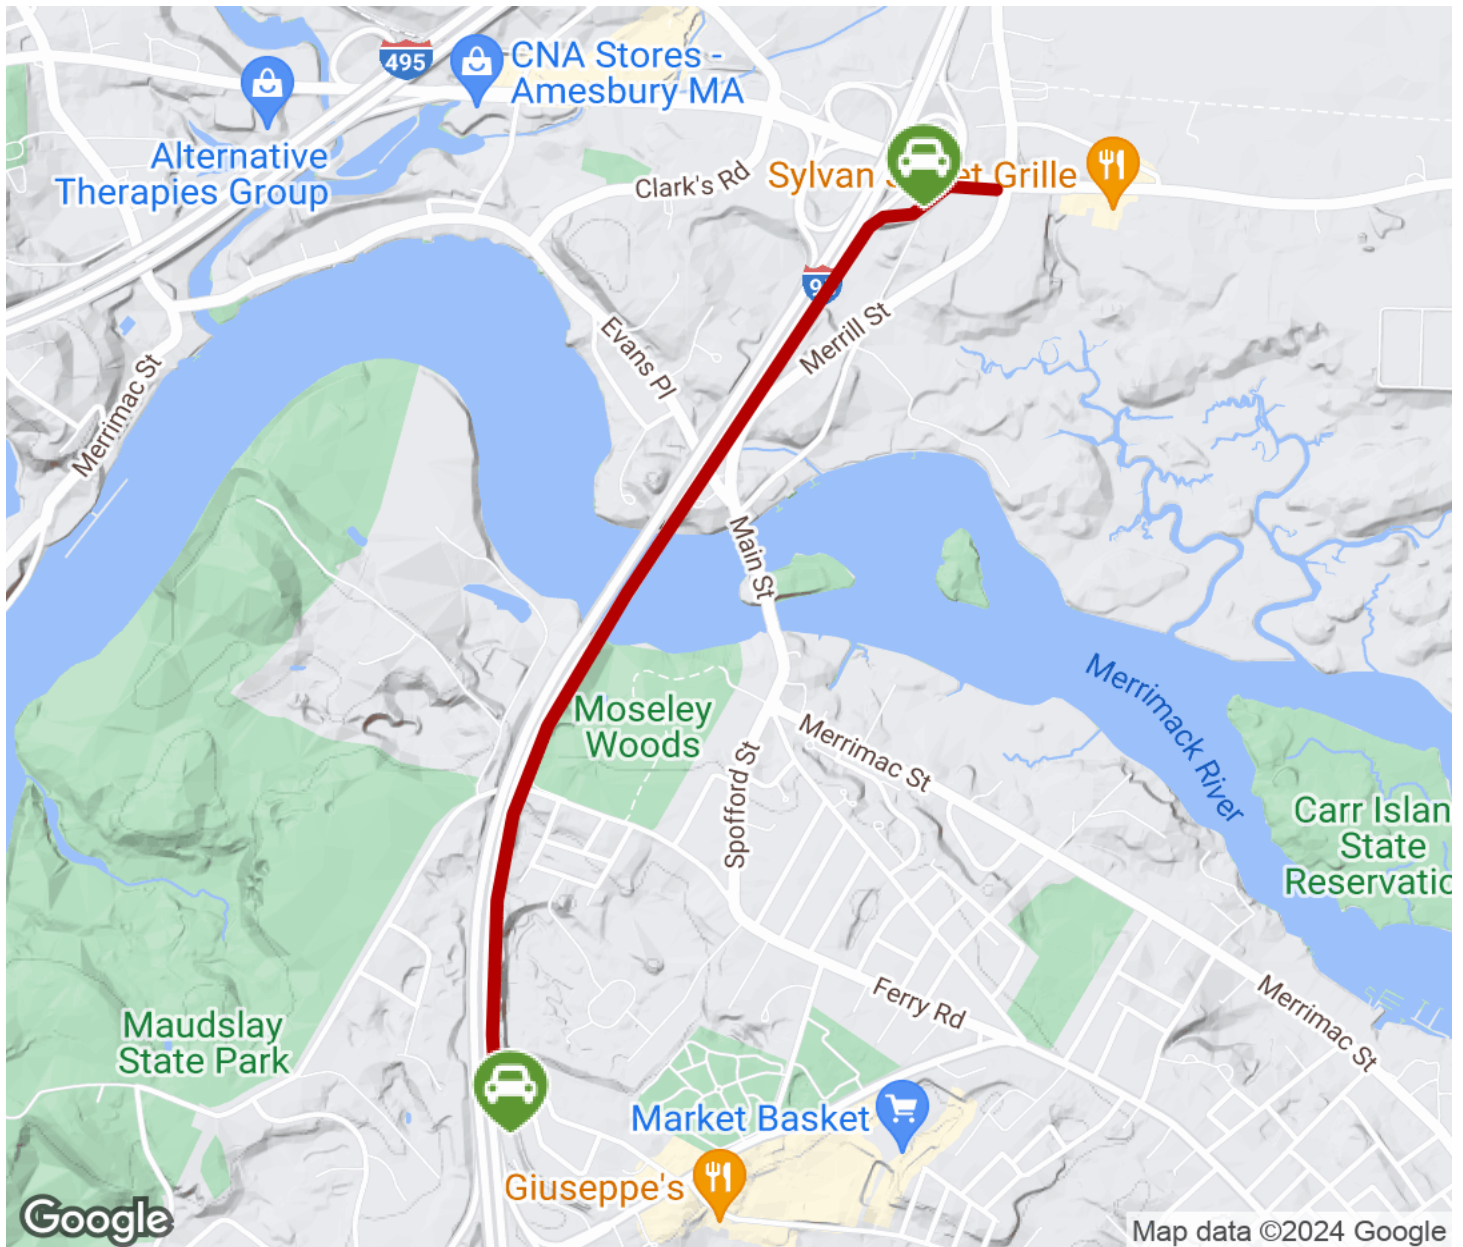 495
CNA Stores -
Amesbury MA
Alternative
Therapies Group
Clark's Rd
Sylvan
Grille
Merrimac St
Evans Pl
Merrill St
Main St
Moseley
Woods
Merrimack River
Merrimac St
Spofford St
Carr Islan
State
Reservatio
Ferry Rd
Merrimac St
Maudslay
State Park
Market Basket
Giuseppe's
Google
Map data ©2024 Google